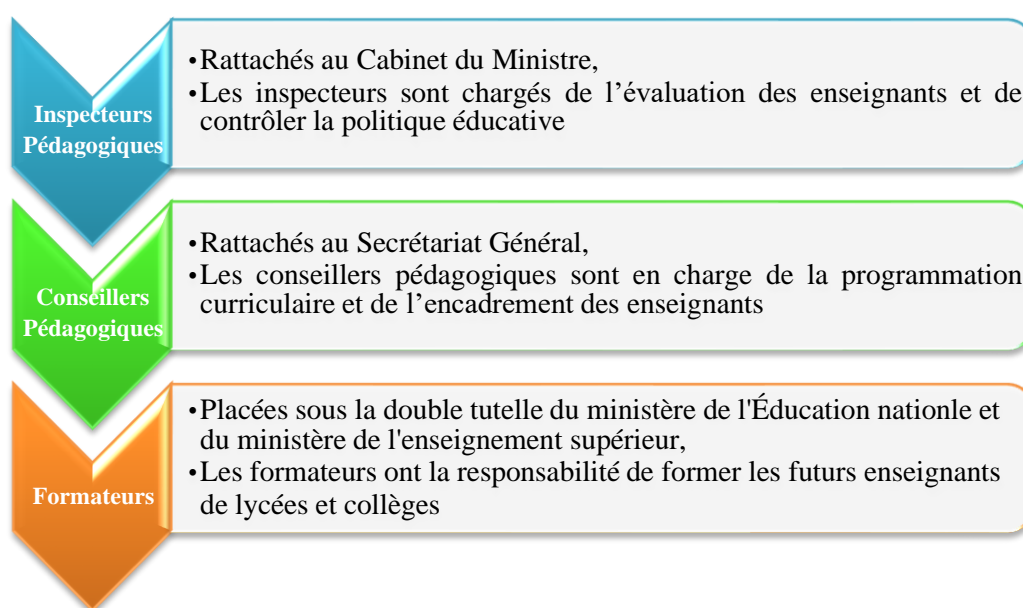 Inspecteurs
Pédagogiques
•Rattachés au Cabinet du Ministre,
•Les inspecteurs sont chargés de l’évaluation des enseignants et de
contrôler la politique éducative
Conseillers
Pédagogiques
•Rattachés au Secrétariat Général,
•Les conseillers pédagogiques sont en charge de la programmation
curriculaire et de l’encadrement des enseignants
Formateurs
•Placées sous la double tutelle du ministère de l'Éducation nationle et
du ministère de l'enseignement supérieur,
•Les formateurs ont la responsabilité de former les futurs enseignants
de lycées et collèges